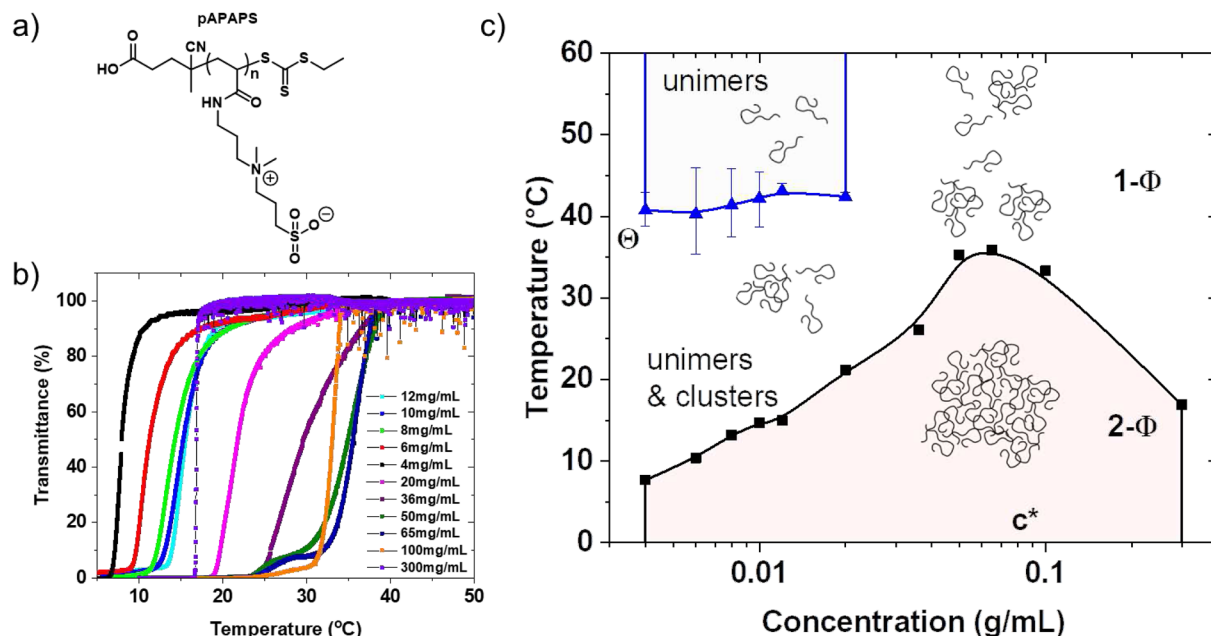 a)
pAPAPS
O
HO
CN
n
S
S
S
HN
O
N
⊕
S
O
O
O
⊖
b)
Transmittance (%)
100
80
60
40
20
0
12mg/mL
10mg/mL
8mg/mL
6mg/mL
4mg/mL
20mg/mL
36mg/mL
50mg/mL
65mg/mL
100mg/mL
300mg/mL
10
20
30
40
50
Temperature (°C)
c)
Temperature (°C)
60
50
40
30
20
10
0
unimers
1-Φ
Θ
unimers
& clusters
2-Φ
c*
0.01
0.1
Concentration (g/mL)